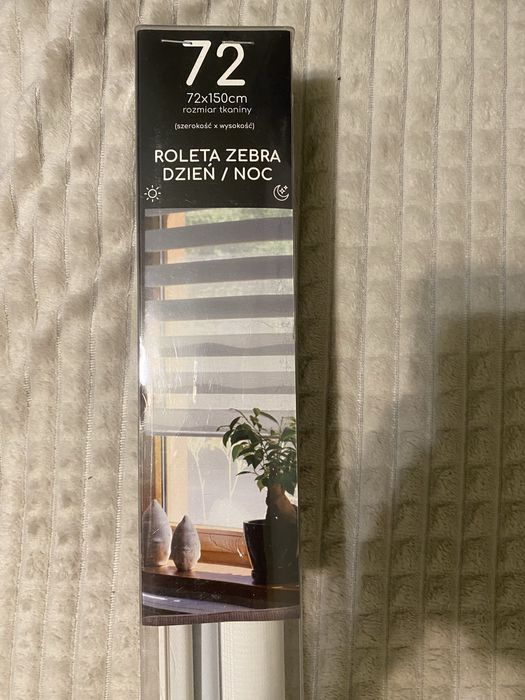 72
72x150cm
rozmiar tkaniny
(szerokość x wysokość)
ROLETA ZEBRA
DZIEŃ / NOC